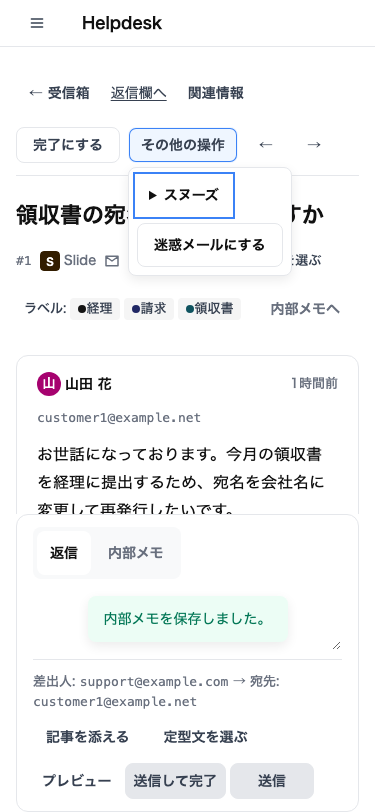 Helpdesk
← 受信箱 返信欄へ 関連情報
完了にする その他の操作 ← →
▶ スヌーズ
迷惑メールにする
領収書の宛 すか
#1 S Slide を選ぶ
ラベル: 経理 請求 領収書 内部メモへ
山 山田 花 1時間前
customer1@example.net
お世話になっております。今月の領収書
を経理に提出するため、宛名を会社名に
変更して再発行したいです。
返信 内部メモ
内部メモを保存しました。
差出人: support@example.com → 宛先:
customer1@example.net
記事を添える 定型文を選ぶ
プレビュー 送信して完了 送信